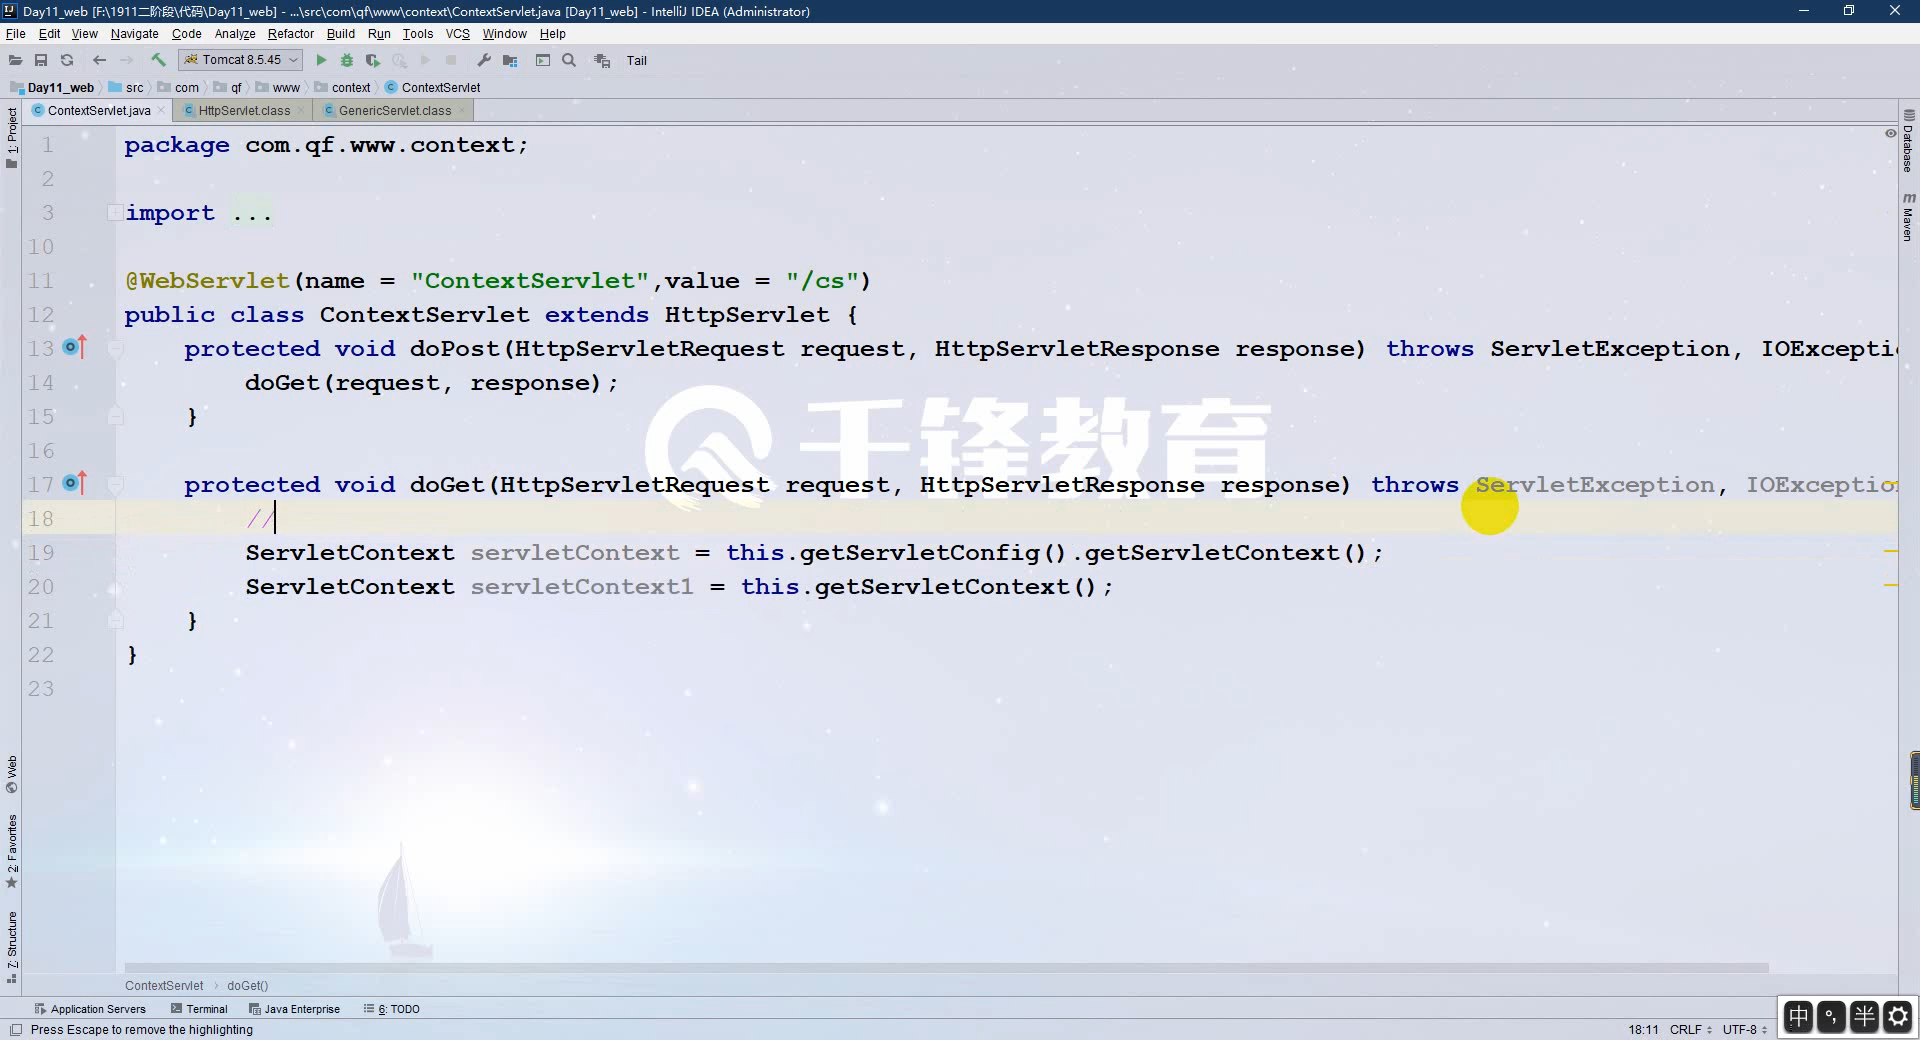 Day11_web [F:\1911二阶段\代码\Day11_web] - ...\src\com\qf\www\context\ContextServlet.java [Day11_web] - IntelliJ IDEA (Administrator)
File Edit View Navigate Code Analyze Refactor Build Run Tools VCS Window Help
Tomcat 8.5.45 Tail
Day11_web src com qf www context ContextServlet
ContextServlet.java HttpServlet.class GenericServlet.class
1: Project
Database
Maven
1 package com.qf.www.context;
2
3 import ...
10
11 @WebServlet(name = "ContextServlet",value = "/cs")
12 public class ContextServlet extends HttpServlet {
13 protected void doPost(HttpServletRequest request, HttpServletResponse response) throws ServletException, IOExcepti
14 doGet(request, response);
15 }
16
千锋教育
17 protected void doGet(HttpServletRequest request, HttpServletResponse response) throws ServletException, IOException
18 //
19 ServletContext servletContext = this.getServletConfig().getServletContext();
20 ServletContext servletContext1 = this.getServletContext();
21 }
22 }
23
Web
2: Favorites
7: Structure
ContextServlet doGet()
Application Servers Terminal Java Enterprise 6: TODO
Press Escape to remove the highlighting 18:11 CRLF UTF-8
中 °, 半